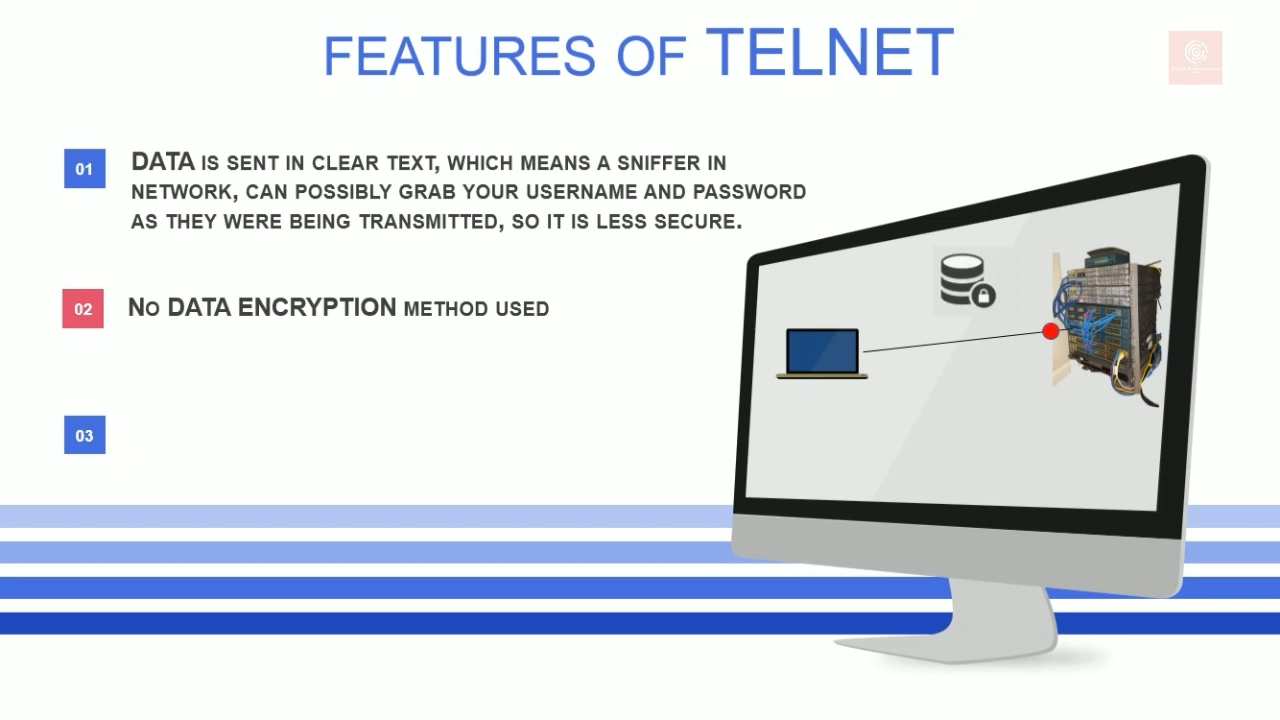 FEATURES OF TELNET
01
DATA IS SENT IN CLEAR TEXT, WHICH MEANS A SNIFFER IN
NETWORK, CAN POSSIBLY GRAB YOUR USERNAME AND PASSWORD
AS THEY WERE BEING TRANSMITTED, SO IT IS LESS SECURE.
02
NO DATA ENCRYPTION METHOD USED
03